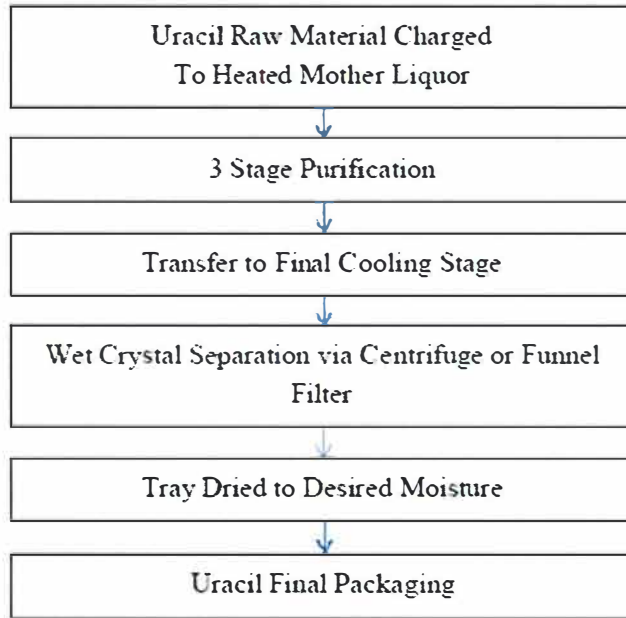 Uracil Raw Material Charged
To Heated Mother Liquor
3 Stage Purification
Transfer to Final Cooling Stage
Wet Crystal Separation via Centrifuge or Funnel
Filter
Tray Dried to Desired Moisture
Uracil Final Packaging